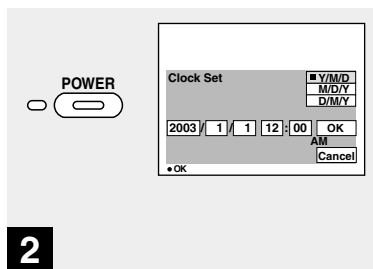 POWER
Clock Set
Y/M/D
M/D/Y
D/M/Y
2003 / 1 / 1 12 : 00 OK
AM
Cancel
● OK
2